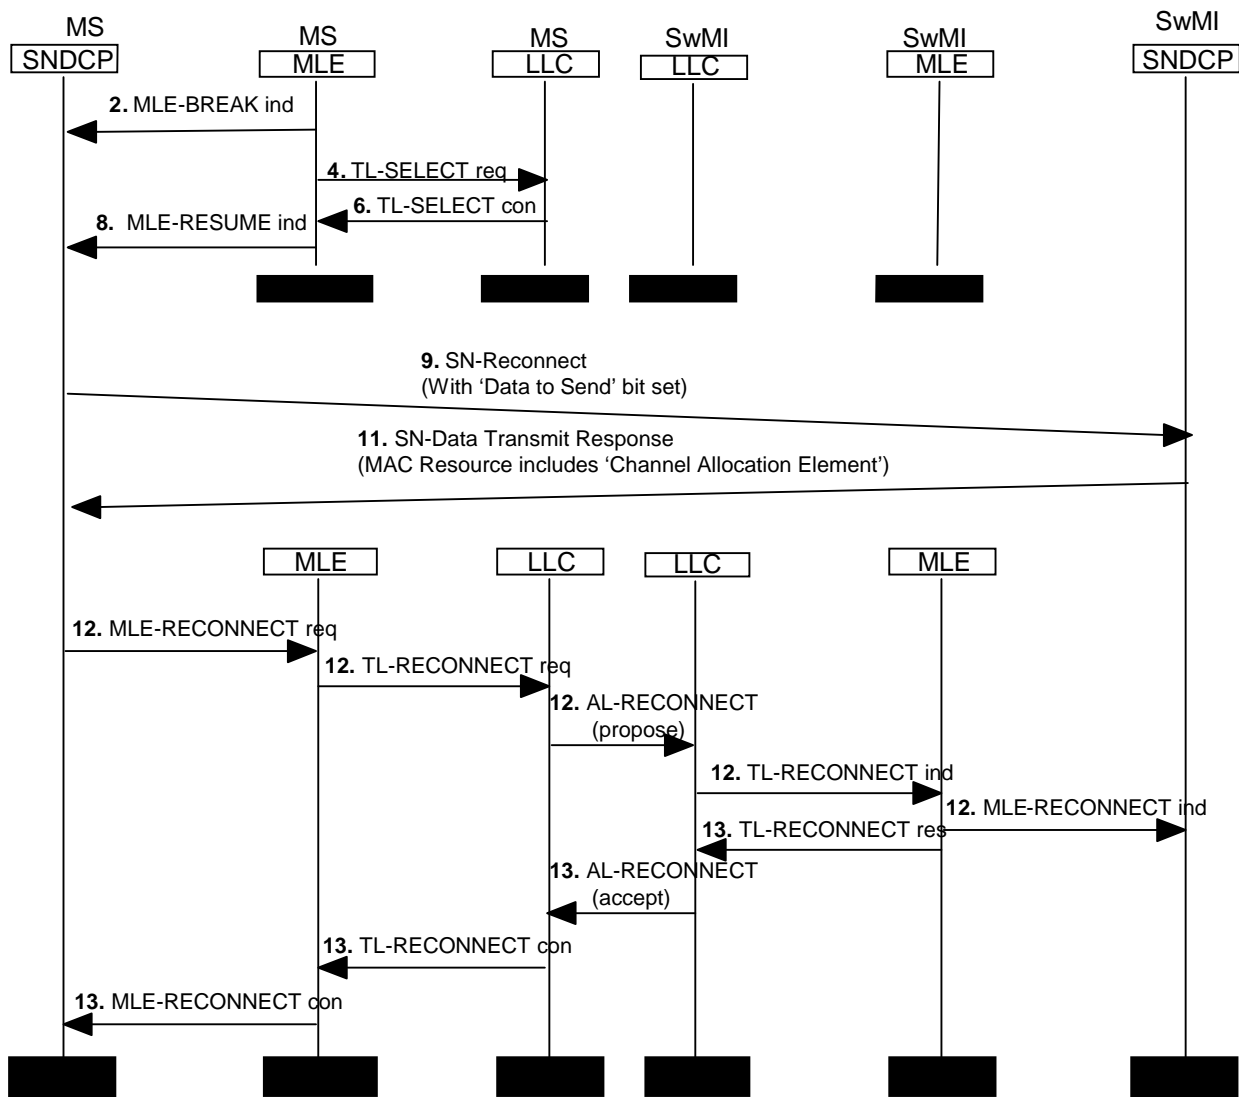 MS
MS
MS
SwMI
SwMI
SwMI
SNDCP
MLE
LLC
LLC
MLE
SNDCP
2. MLE-BREAK ind
4. TL-SELECT req
6. TL-SELECT con
8. MLE-RESUME ind
9. SN-Reconnect
(With ‘Data to Send’ bit set)
11. SN-Data Transmit Response
(MAC Resource includes ‘Channel Allocation Element’)
MLE
LLC
LLC
MLE
12. MLE-RECONNECT req
12. TL-RECONNECT req
12. AL-RECONNECT
(propose)
12. TL-RECONNECT ind
12. MLE-RECONNECT ind
13. TL-RECONNECT res
13. AL-RECONNECT
(accept)
13. TL-RECONNECT con
13. MLE-RECONNECT con